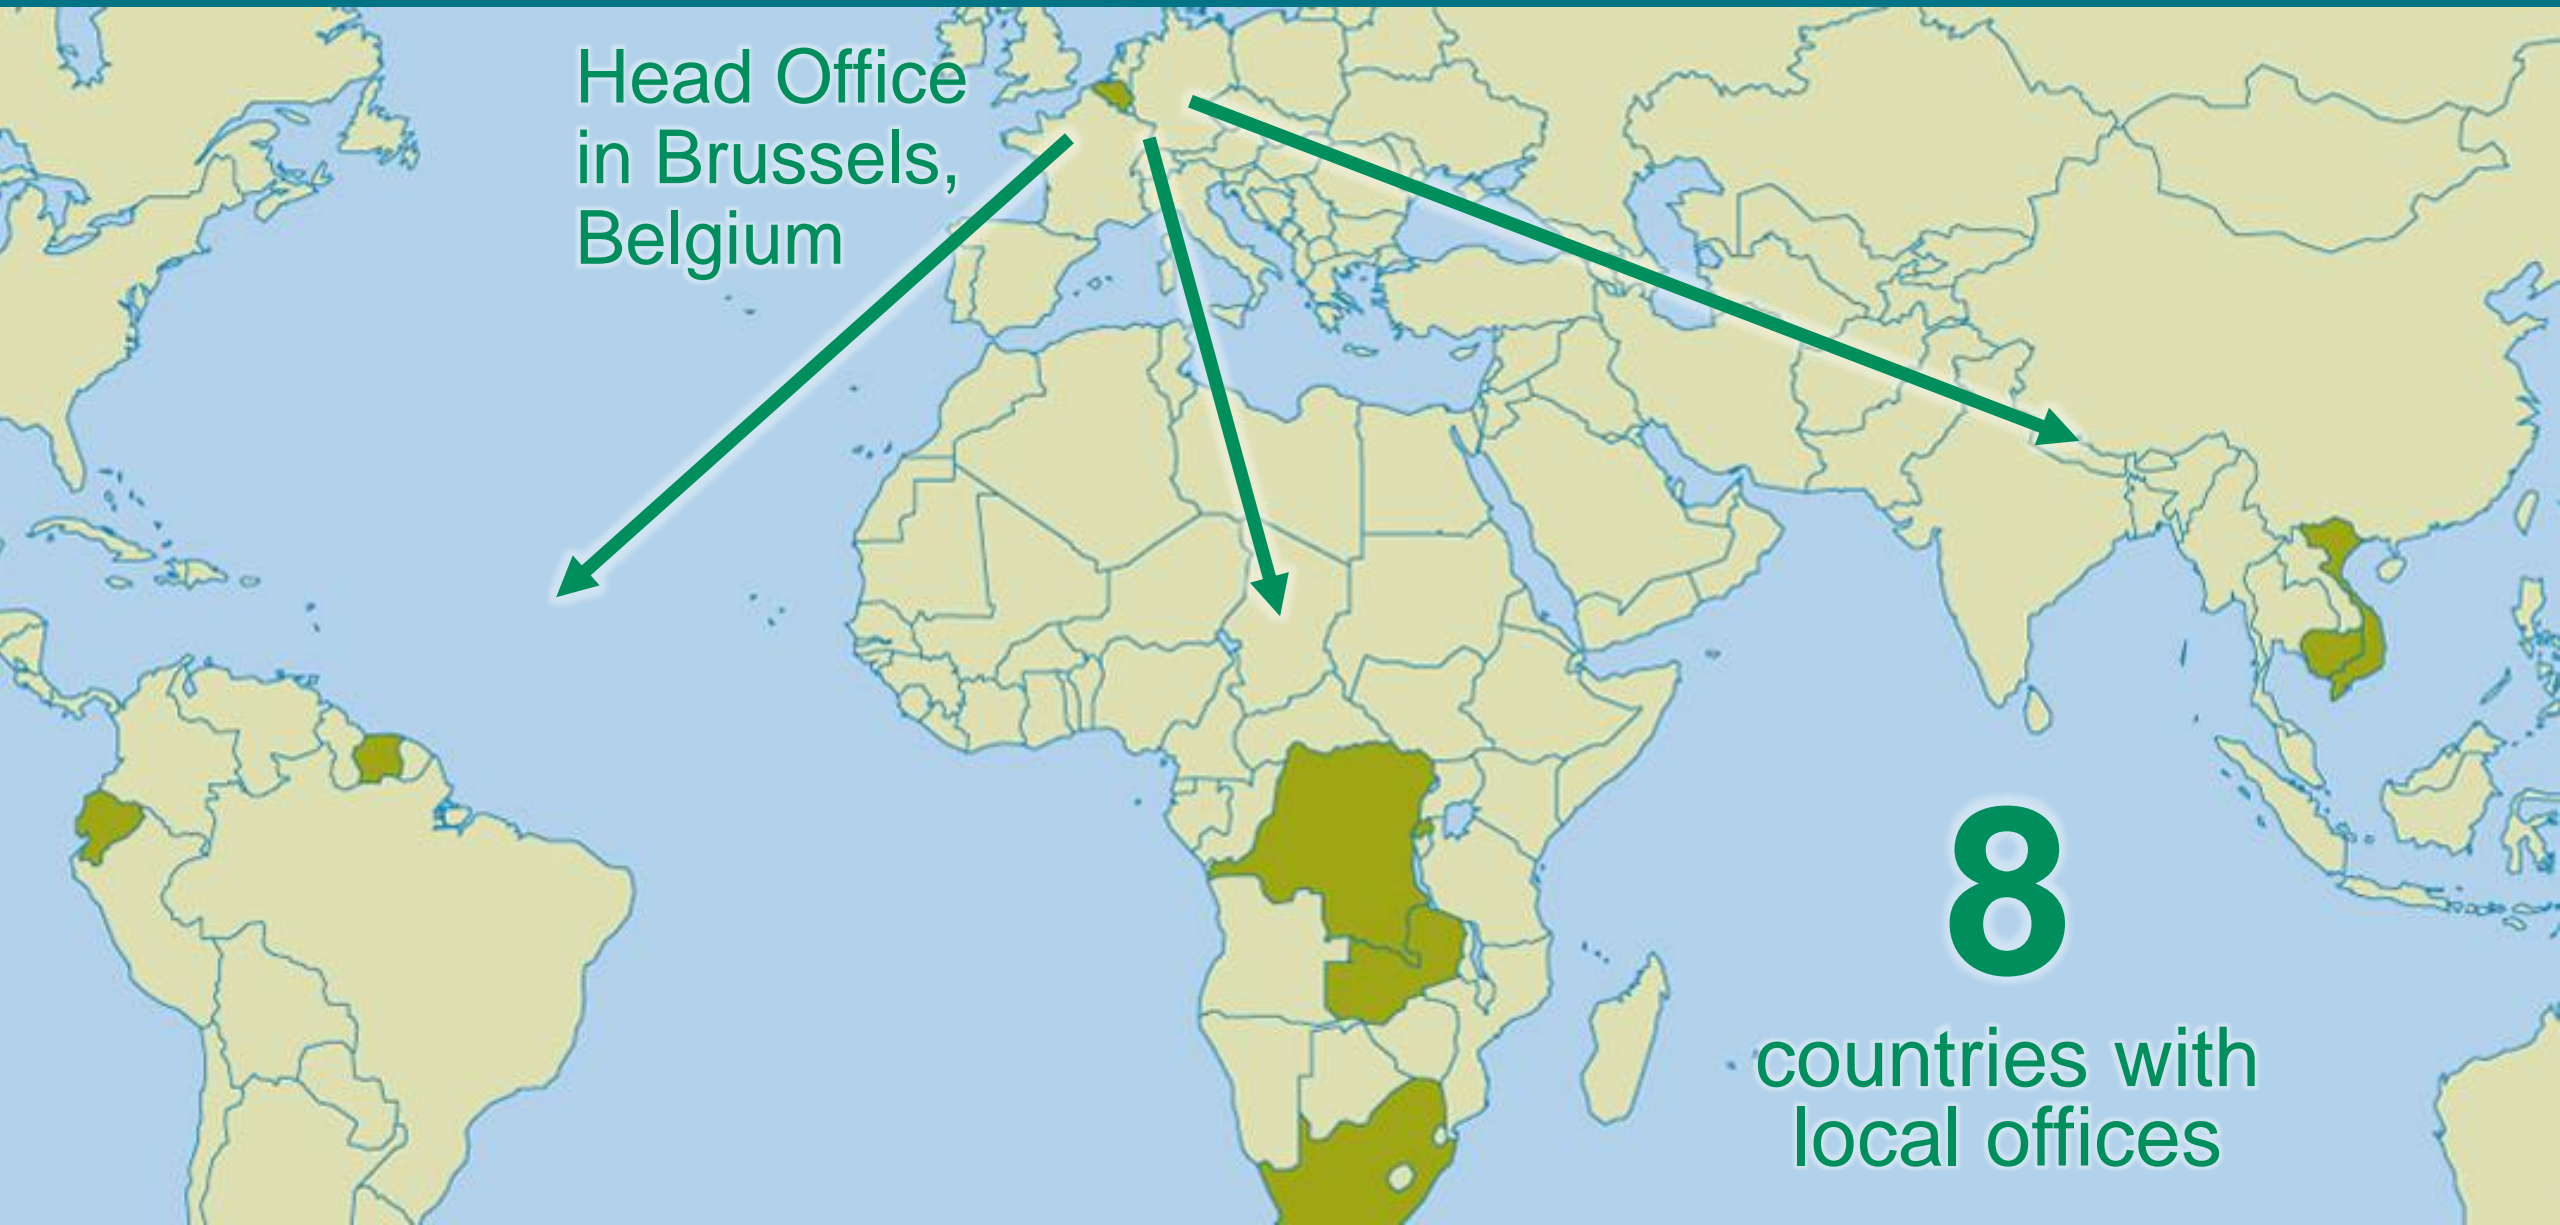 Head Office
in Brussels,
Belgium
8
countries with
local offices